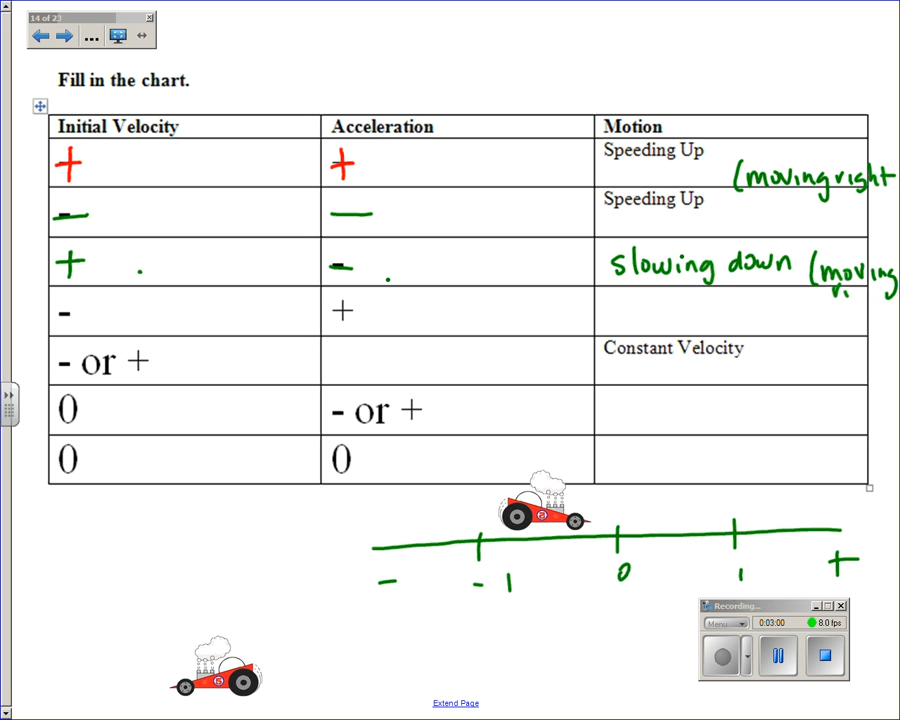 14 of 23
...
Fill in the chart.
Initial Velocity Acceleration Motion
+ + Speeding Up
(moving right
- - Speeding Up
+ - slowing down (moving
ri
- +
- or + Constant Velocity
0 - or +
0 0
- -1 0 1 +
Recording...
Menu 0:03:00 8.0 fps
Extend Page